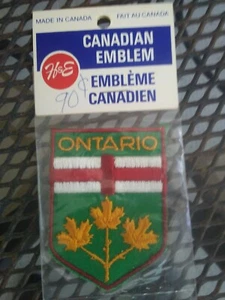 MADE IN CANADA FAIT AU CANADA
CANADIAN
EMBLEM
H&E
90¢
EMBLÈME
CANADIEN
ONTARIO